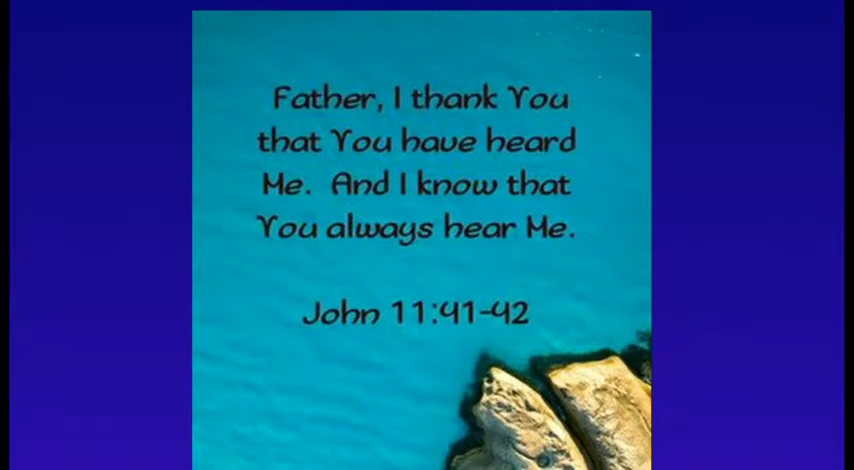 Father, I thank You
that You have heard
Me. And I know that
You always hear Me.
John 11:41-42